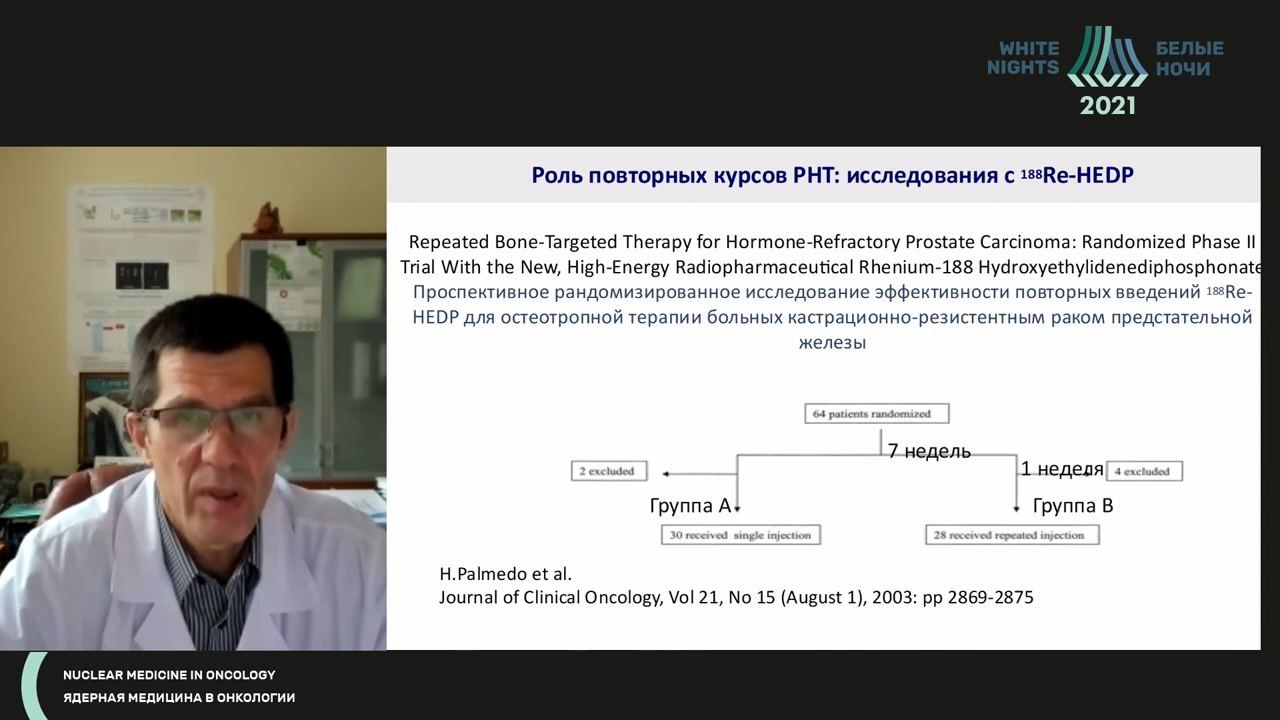 WHITE
NIGHTS
БЕЛЫЕ
НОЧИ
2021
Роль повторных курсов РНТ: исследования с ¹⁸⁸Re-HEDP
Repeated Bone-Targeted Therapy for Hormone-Refractory Prostate Carcinoma: Randomized Phase II
Trial With the New, High-Energy Radiopharmaceutical Rhenium-188 Hydroxyethylidenediphosphonate
Проспективное рандомизированное исследование эффективности повторных введений ¹⁸⁸Re-
HEDP для остеотропной терапии больных кастрационно-резистентным раком предстательной
железы
64 patients randomized
7 недель
2 excluded
1 неделя
4 excluded
Группа А
Группа В
30 received single injection
28 received repeated injection
H.Palmedo et al.
Journal of Clinical Oncology, Vol 21, No 15 (August 1), 2003: pp 2869-2875
NUCLEAR MEDICINE IN ONCOLOGY
ЯДЕРНАЯ МЕДИЦИНА В ОНКОЛОГИИ